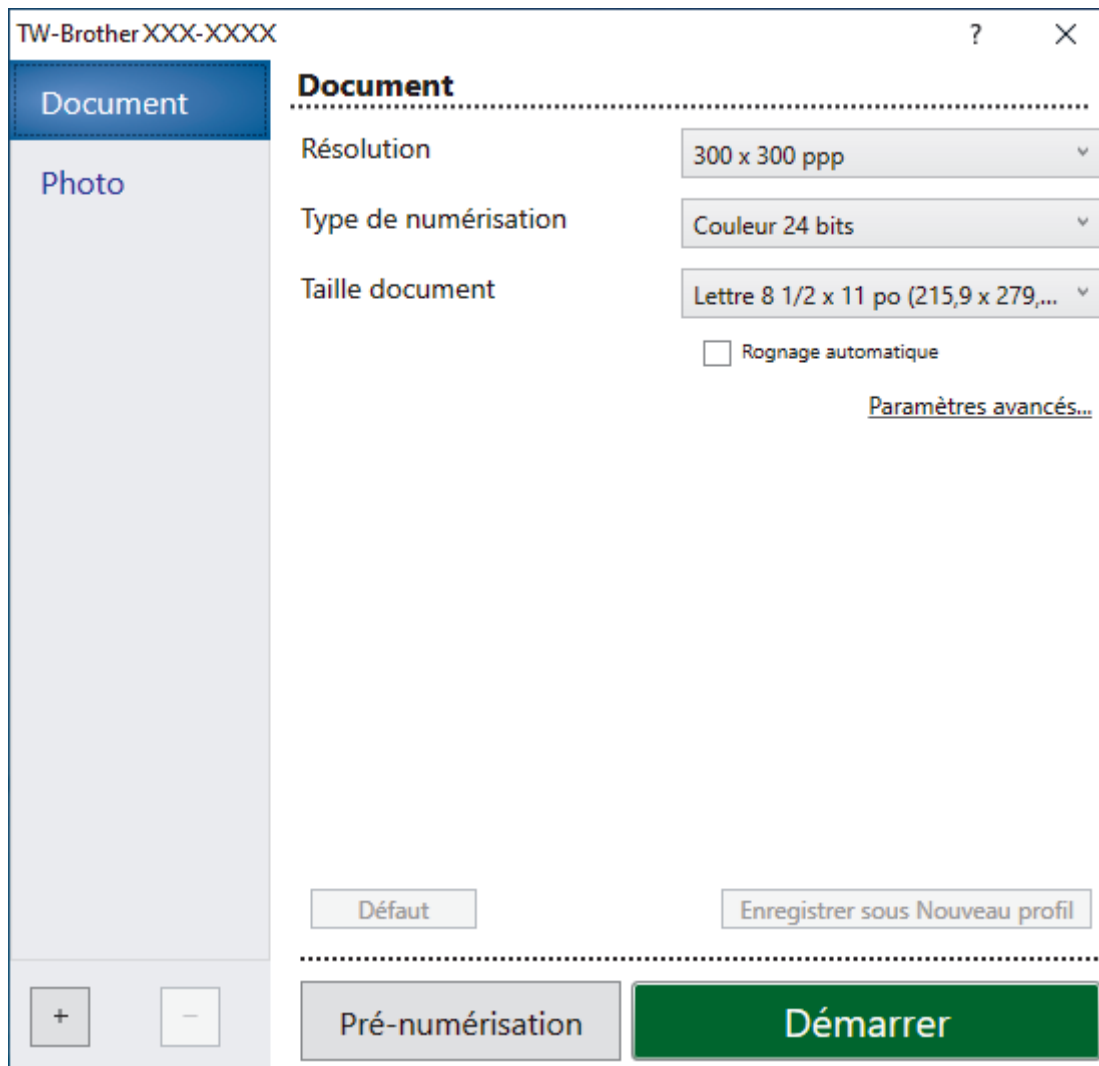 TW-Brother XXX-XXXX
?
Document
Photo
Document
Résolution
300 x 300 ppp
Type de numérisation
Couleur 24 bits
Taille document
Lettre 8 1/2 x 11 po (215,9 x 279,...
Rognage automatique
Paramètres avancés...
Défaut
Enregistrer sous Nouveau profil
+
−
Pré-numérisation
Démarrer